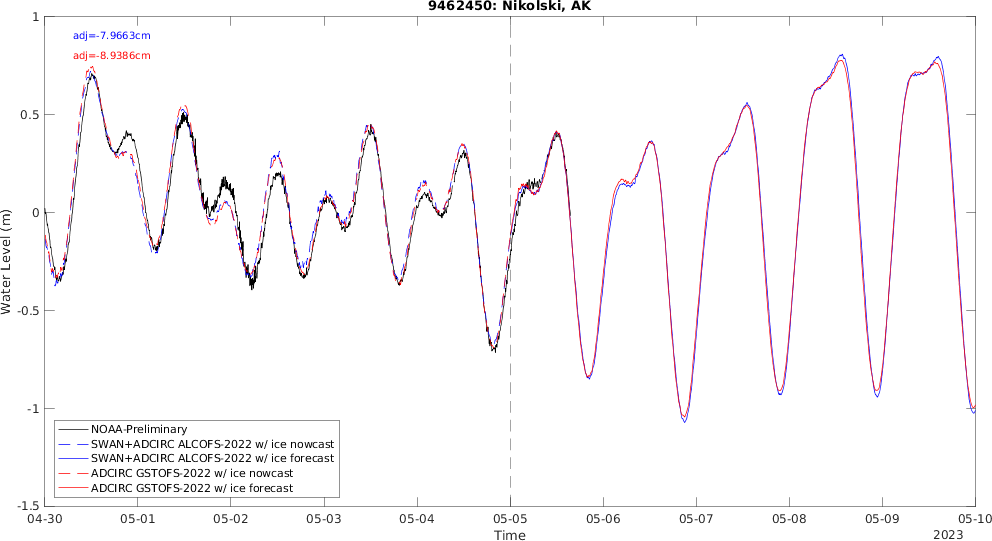 9462450: Nikolski, AK
adj=-7.9663cm
adj=-8.9386cm
Water Level (m)
1
0.5
0
-0.5
-1
-1.5
NOAA-Preliminary
SWAN+ADCIRC ALCOFS-2022 w/ ice nowcast
SWAN+ADCIRC ALCOFS-2022 w/ ice forecast
ADCIRC GSTOFS-2022 w/ ice nowcast
ADCIRC GSTOFS-2022 w/ ice forecast
04-30 05-01 05-02 05-03 05-04 05-05 05-06 05-07 05-08 05-09 05-10
Time
2023